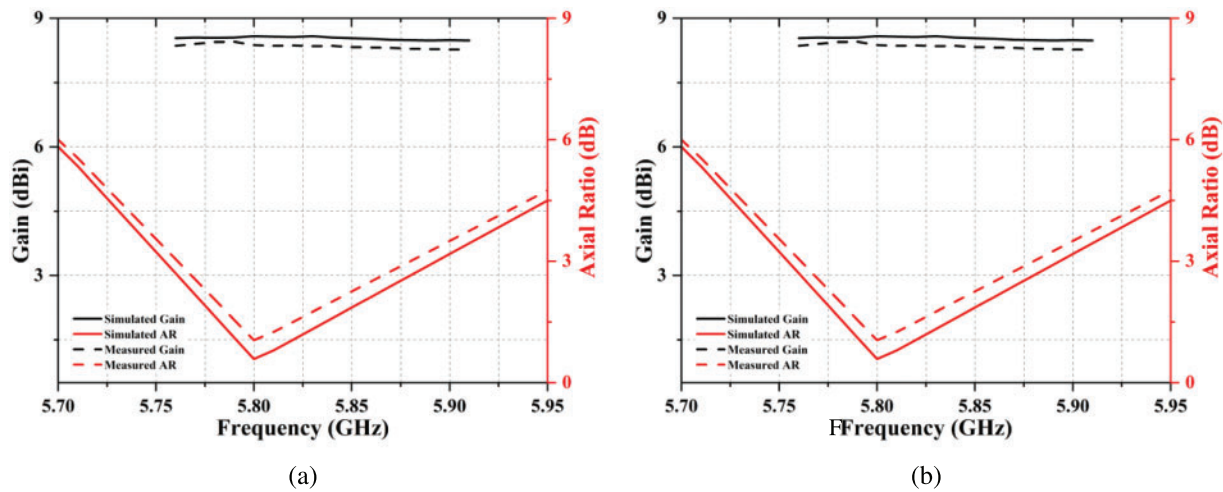 9
6
3
Gain (dBi)
9
6
3
0
Axial Ratio (dB)
Simulated Gain
Simulated AR
Measured Gain
Measured AR
5.70 5.75 5.80 5.85 5.90 5.95
Frequency (GHz)
(a)
9
6
3
Gain (dBi)
9
6
3
0
Axial Ratio (dB)
Simulated Gain
Simulated AR
Measured Gain
Measured AR
5.70 5.75 5.80 5.85 5.90 5.95
FFrequency (GHz)
(b)